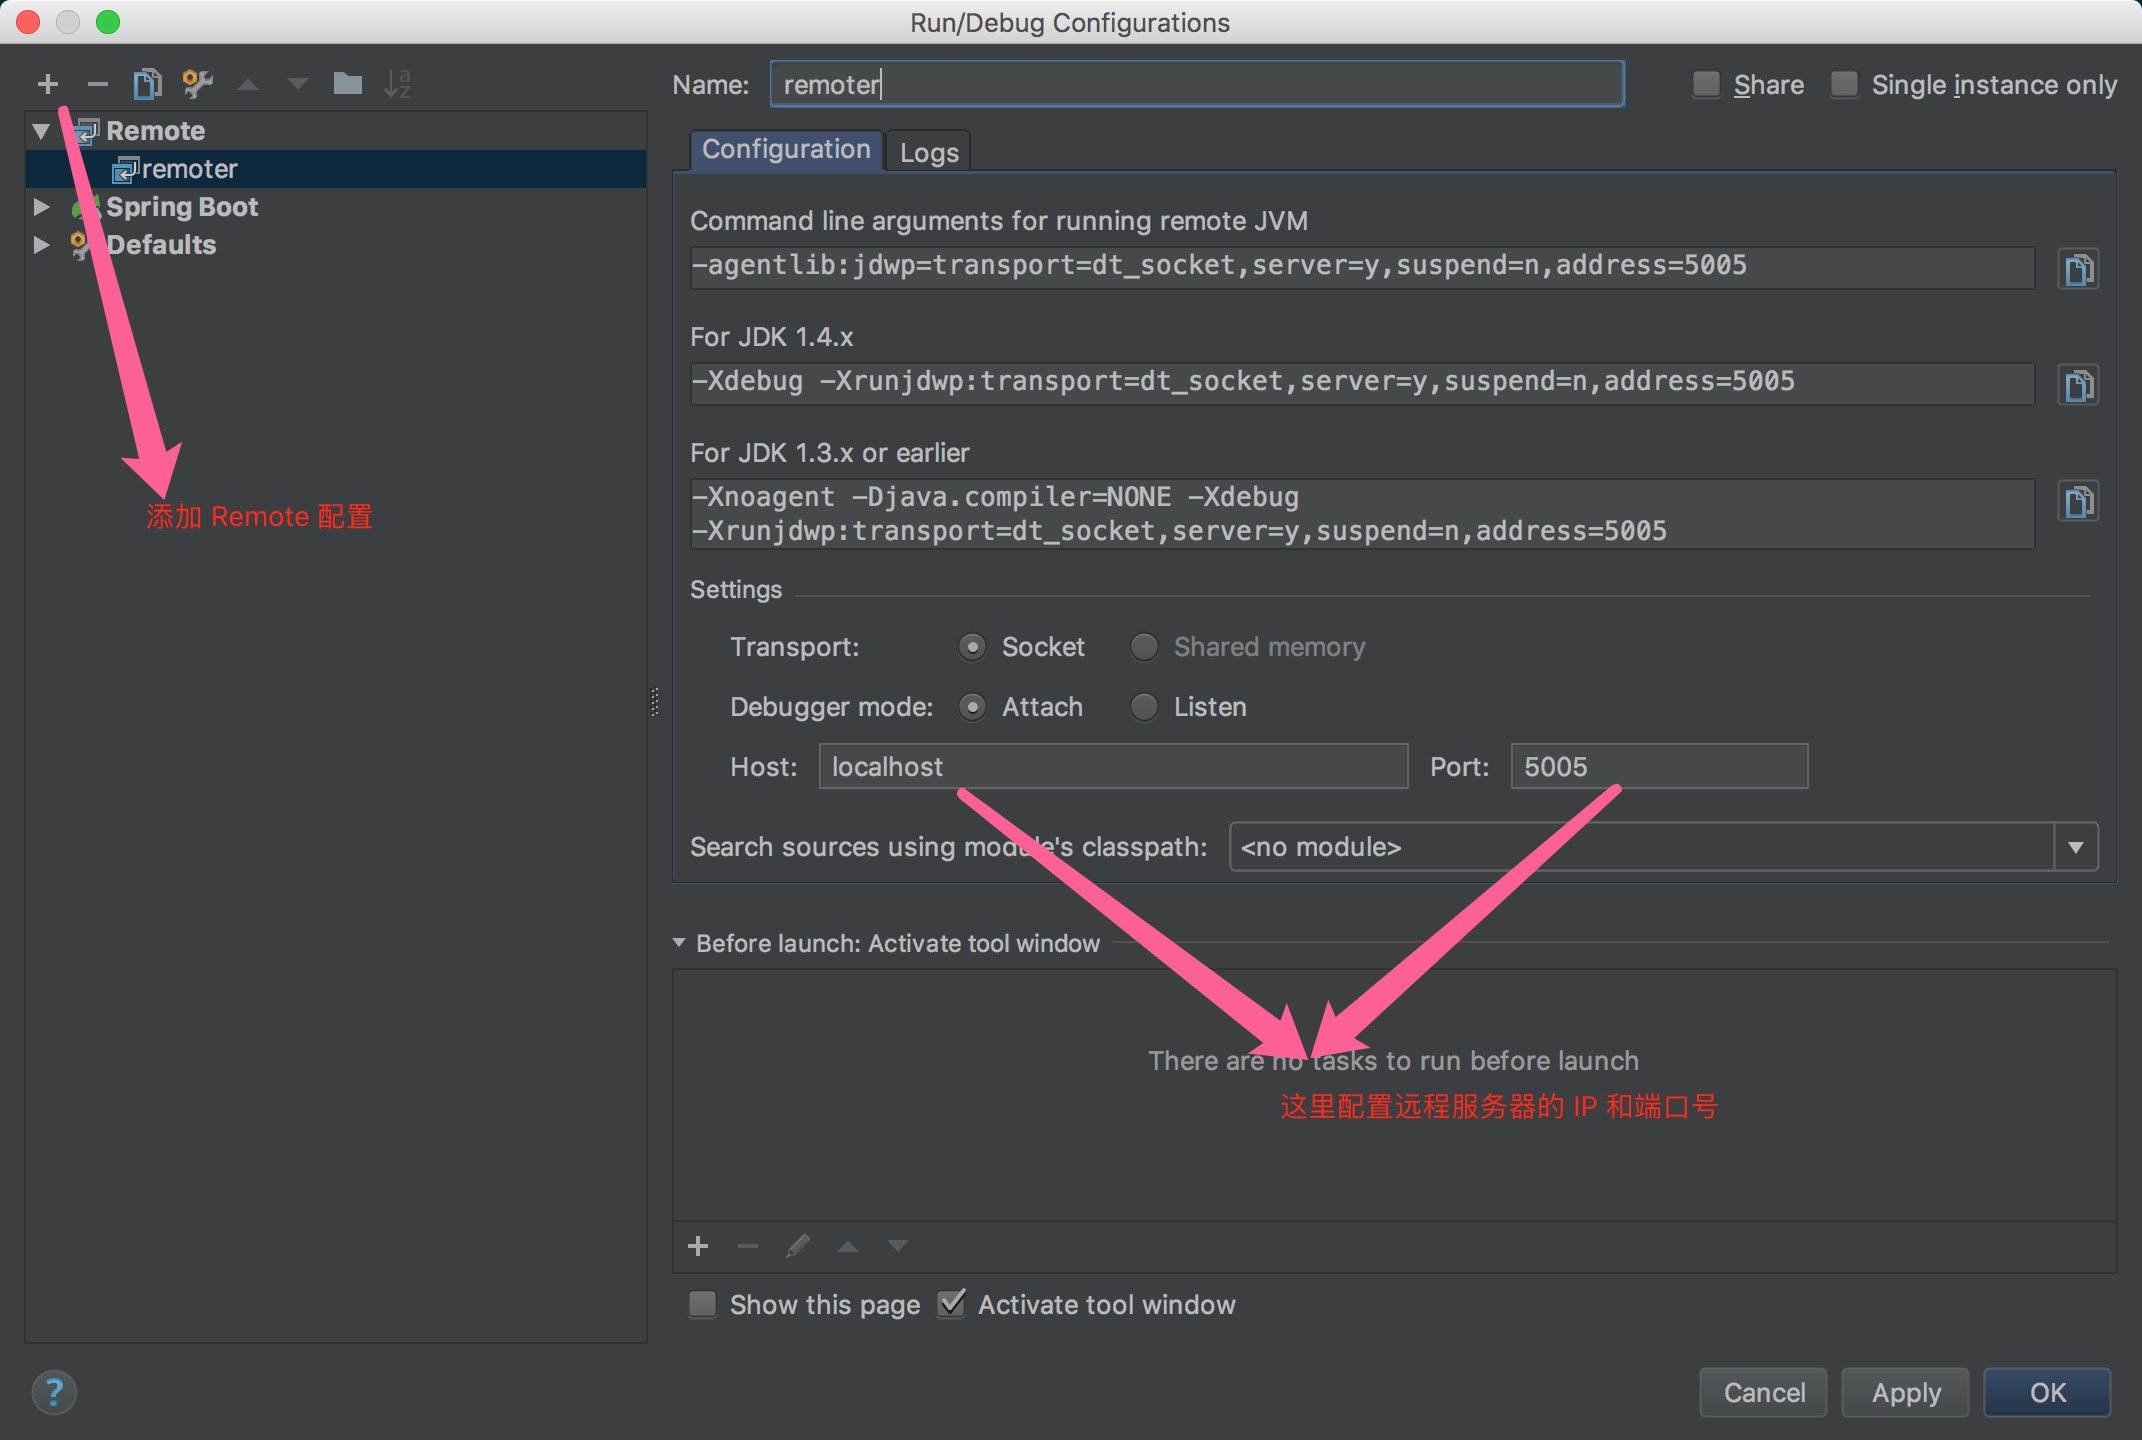 Run/Debug Configurations
Name: remoter
Share
Single instance only
Remote
remoter
Spring Boot
Defaults
添加 Remote 配置
Configuration
Logs
Command line arguments for running remote JVM
-agentlib:jdwp=transport=dt_socket,server=y,suspend=n,address=5005
For JDK 1.4.x
-Xdebug -Xrunjdwp:transport=dt_socket,server=y,suspend=n,address=5005
For JDK 1.3.x or earlier
-Xnoagent -Djava.compiler=NONE -Xdebug
-Xrunjdwp:transport=dt_socket,server=y,suspend=n,address=5005
Settings
Transport: Socket Shared memory
Debugger mode: Attach Listen
Host: localhost Port: 5005
Search sources using module's classpath: <no module>
Before launch: Activate tool window
There are no tasks to run before launch
这里配置远程服务器的 IP 和端口号
Show this page Activate tool window
? Cancel Apply OK